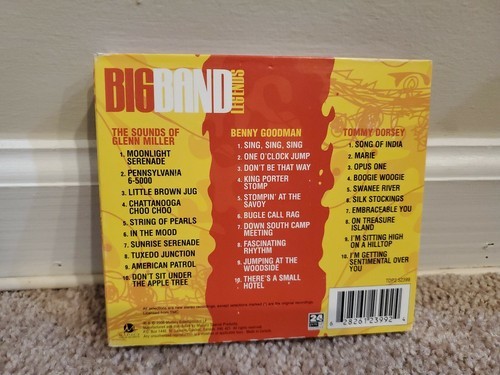 BIGBAND
LEGENDS
THE SOUNDS OF
GLENN MILLER
1. MOONLIGHT
SERENADE
2. PENNSYLVANIA
6-5000
3. LITTLE BROWN JUG
4. CHATTANOOGA
CHOO CHOO
5. STRING OF PEARLS
6. IN THE MOOD
7. SUNRISE SERENADE
8. TUXEDO JUNCTION
9. AMERICAN PATROL
10. DON'T SIT UNDER
THE APPLE TREE
BENNY GOODMAN
1. SING, SING, SING
2. ONE O'CLOCK JUMP
3. DON'T BE THAT WAY
4. KING PORTER
STOMP
5. STOMPIN' AT THE
SAVOY
6. BUGLE CALL RAG
7. DOWN SOUTH CAMP
MEETING
8. FASCINATING
RHYTHM
9. JUMPING AT THE
WOODSIDE
10. THERE'S A SMALL
HOTEL
TOMMY DORSEY
1. SONG OF INDIA
2. MARIE
3. OPUS ONE
4. BOOGIE WOOGIE
5. SWANEE RIVER
6. SILK STOCKINGS
7. EMBRACEABLE YOU
8. ON TREASURE
ISLAND
9. I'M SITTING HIGH
ON A HILLTOP
10. I'M GETTING
SENTIMENTAL OVER
YOU
24
6 28261 23992 4